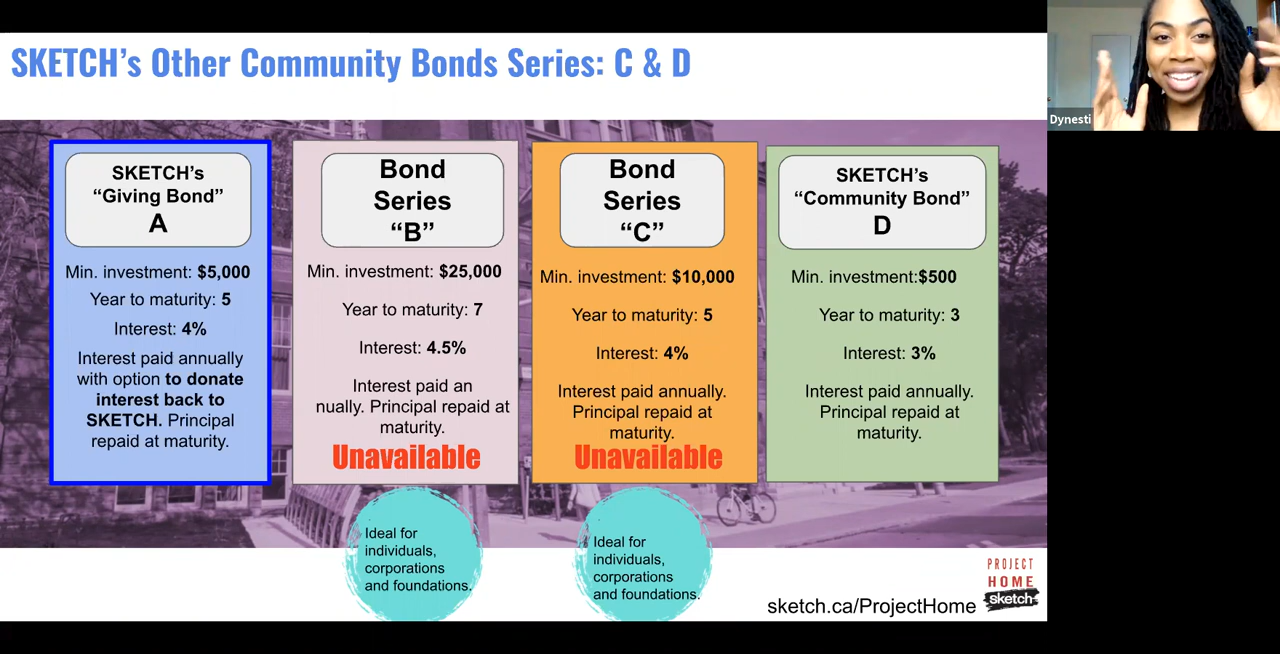 SKETCH's Other Community Bonds Series: C & D
Dynesti
SKETCH's
“Giving Bond”
A
Min. investment: $5,000
Year to maturity: 5
Interest: 4%
Interest paid annually
with option to donate
interest back to
SKETCH. Principal
repaid at maturity.
Bond
Series
“B”
Min. investment: $25,000
Year to maturity: 7
Interest: 4.5%
Interest paid an
nually. Principal repaid at
maturity.
Unavailable
Ideal for
individuals,
corporations
and foundations.
Bond
Series
“C”
Min. investment: $10,000
Year to maturity: 5
Interest: 4%
Interest paid annually.
Principal repaid at
maturity.
Unavailable
Ideal for
individuals,
corporations
and foundations.
SKETCH's
“Community Bond”
D
Min. investment:$500
Year to maturity: 3
Interest: 3%
Interest paid annually.
Principal repaid at
maturity.
sketch.ca/ProjectHome
PROJECT
HOME
sketch